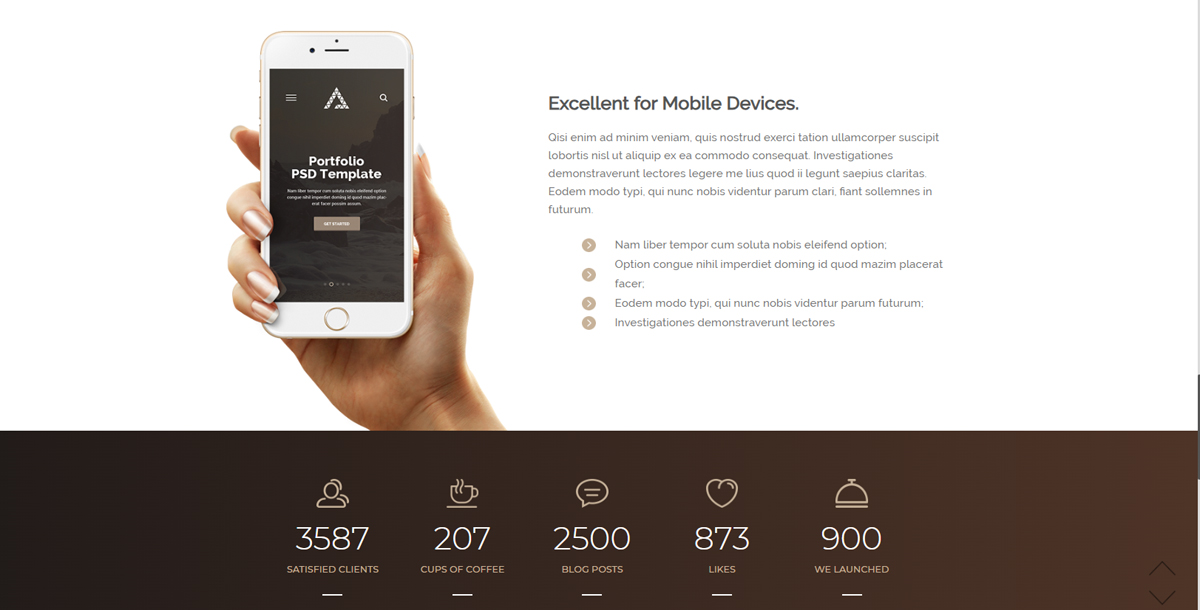 Portfolio
PSD Template
Nam liber tempor cum soluta nobis eleifend option
congue nihil imperdiet doming id quod mazim plac
erat facer possim assum.
GET STARTED
Excellent for Mobile Devices.
Qisi enim ad minim veniam, quis nostrud exerci tation ullamcorper suscipit
lobortis nisl ut aliquip ex ea commodo consequat. Investigationes
demonstraverunt lectores legere me lius quod ii legunt saepius claritas.
Eodem modo typi, qui nunc nobis videntur parum clari, fiant sollemnes in
futurum.
Nam liber tempor cum soluta nobis eleifend option;
Option congue nihil imperdiet doming id quod mazim placerat
facer;
Eodem modo typi, qui nunc nobis videntur parum futurum;
Investigationes demonstraverunt lectores
3587 207 2500 873 900
SATISFIED CLIENTS CUPS OF COFFEE BLOG POSTS LIKES WE LAUNCHED